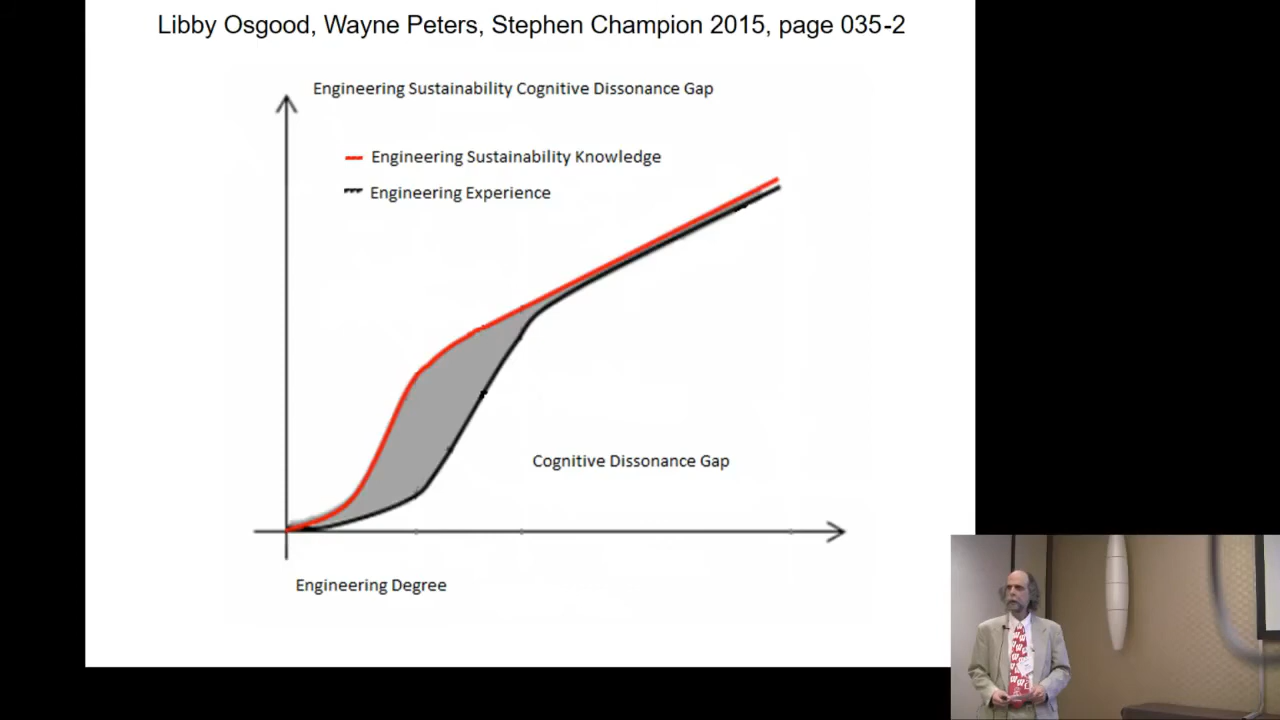 Libby Osgood, Wayne Peters, Stephen Champion 2015, page 035-2
Engineering Sustainability Cognitive Dissonance Gap
Engineering Sustainability Knowledge
Engineering Experience
Cognitive Dissonance Gap
Engineering Degree